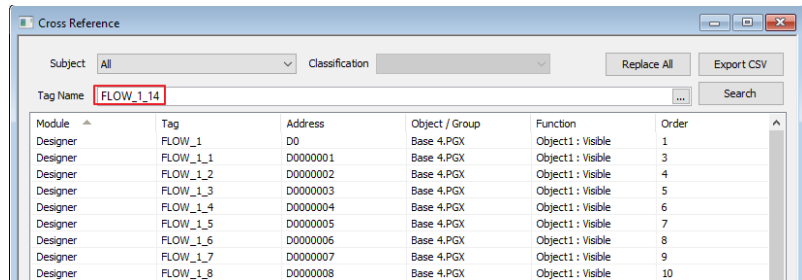 Cross Reference
Subject All Classification Replace All Export CSV
Tag Name FLOW_1_14 ... Search
Module Tag Address Object / Group Function Order
Designer FLOW_1 D0 Base 4.PGX Object1 : Visible 1
Designer FLOW_1_1 D0000001 Base 4.PGX Object1 : Visible 3
Designer FLOW_1_2 D0000002 Base 4.PGX Object1 : Visible 4
Designer FLOW_1_3 D0000003 Base 4.PGX Object1 : Visible 5
Designer FLOW_1_4 D0000004 Base 4.PGX Object1 : Visible 6
Designer FLOW_1_5 D0000005 Base 4.PGX Object1 : Visible 7
Designer FLOW_1_6 D0000006 Base 4.PGX Object1 : Visible 8
Designer FLOW_1_7 D0000007 Base 4.PGX Object1 : Visible 9
Designer FLOW_1_8 D0000008 Base 4.PGX Object1 : Visible 10